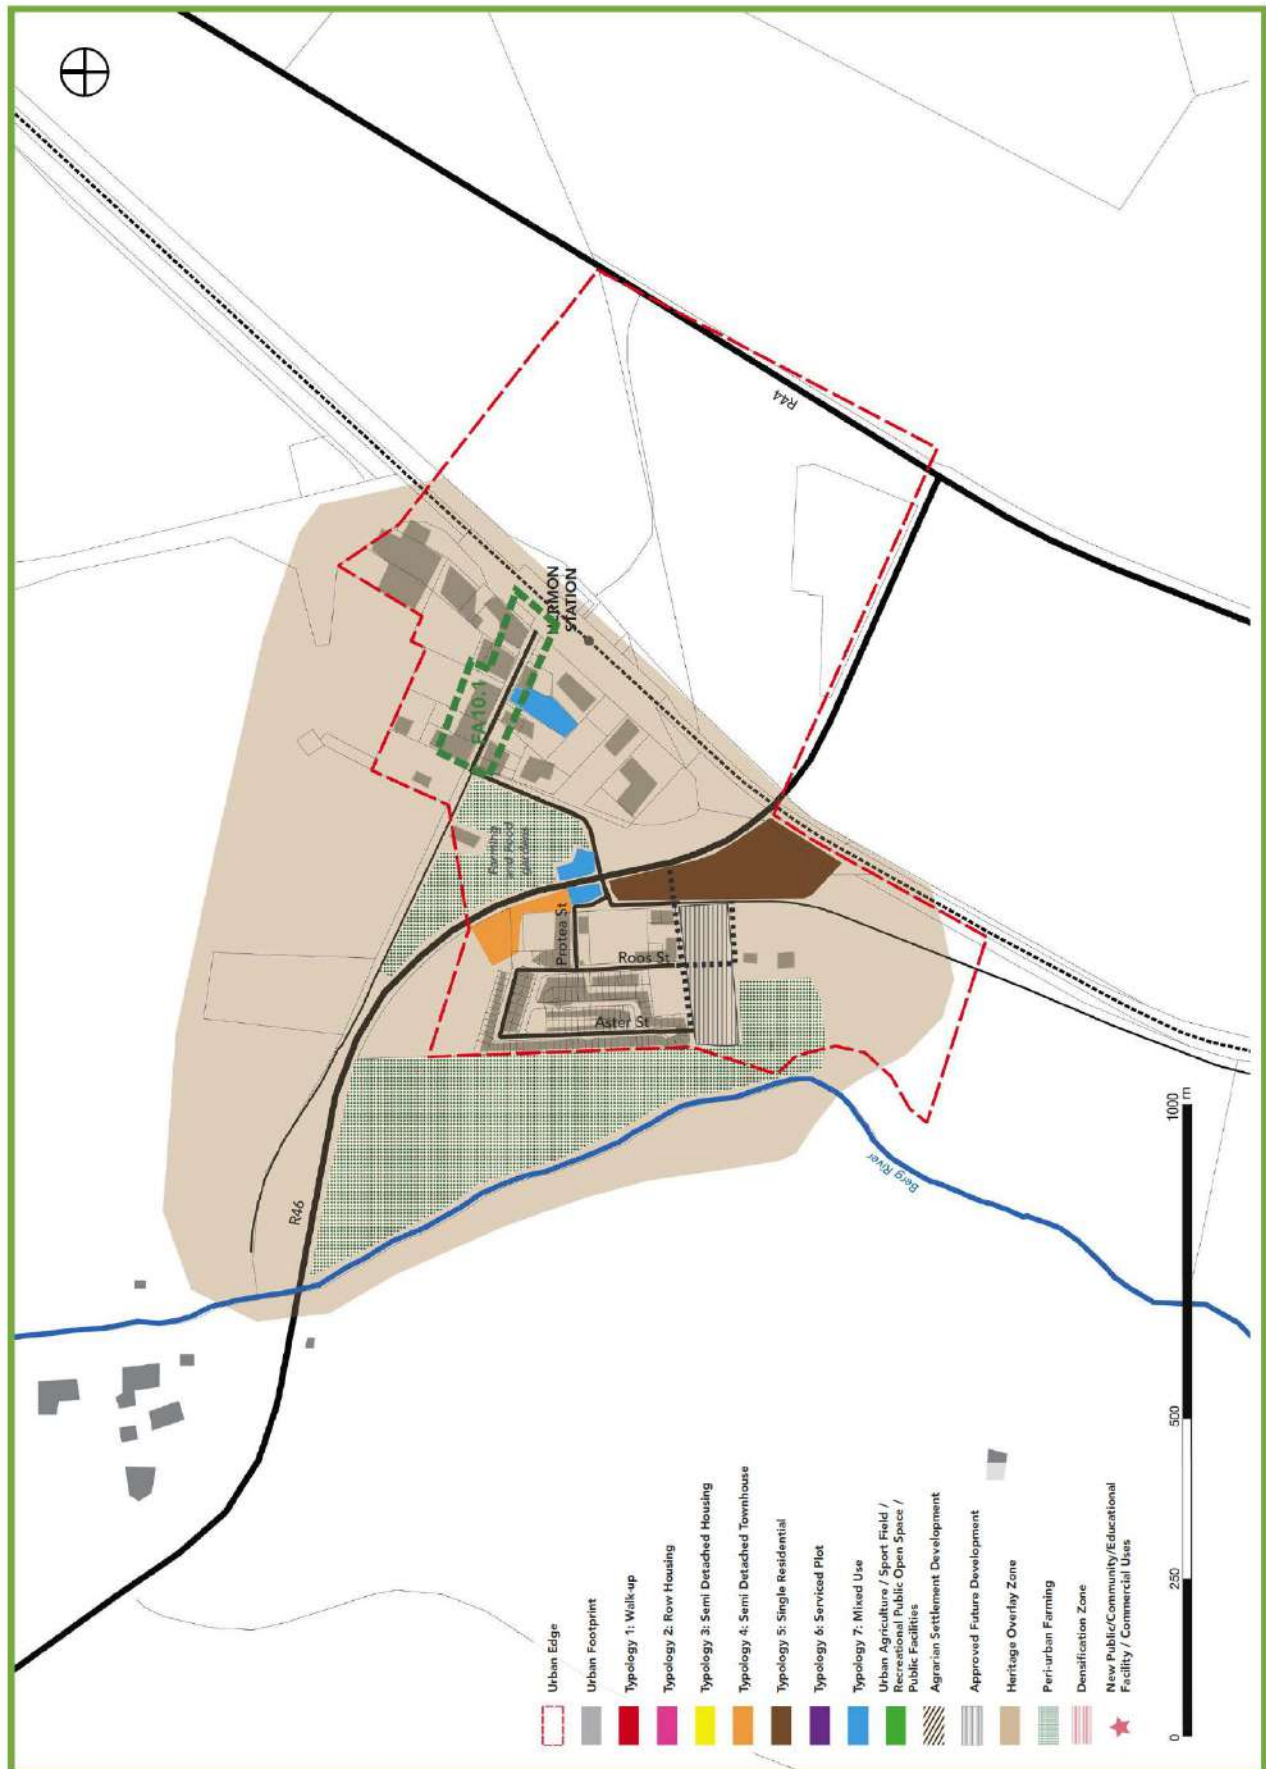 R44
HERMON
STATION
FA10.1
Farming
and Food
gardens
Protea St
Roos St
Aster St
R46
Berg River
Urban Edge
Urban Footprint
Typology 1: Walk-up
Typology 2: Row Housing
Typology 3: Semi Detached Housing
Typology 4: Semi Detached Townhouse
Typology 5: Single Residential
Typology 6: Serviced Plot
Typology 7: Mixed Use
Urban Agriculture / Sport Field /
Recreational Public Open Space /
Public Facilities
Agrarian Settlement Development
Approved Future Development
Heritage Overlay Zone
Peri-urban Farming
Densification Zone
New Public/Community/Educational
Facility / Commercial Uses
0
250
500
1000
m